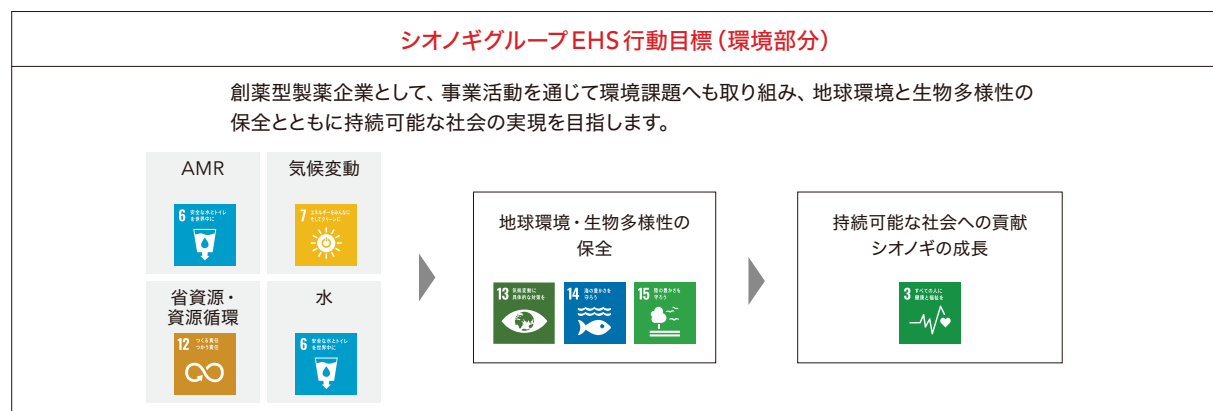 シオノギグループEHS行動目標（環境部分）
創薬型製薬企業として、事業活動を通じて環境課題へも取り組み、地球環境と生物多様性の
保全とともに持続可能な社会の実現を目指します。
AMR
6 安全な水とトイレ
を世界中に
気候変動
7 エネルギーをみんなに
そしてクリーンに
省資源・
資源循環
12 つくる責任
つかう責任
水
6 安全な水とトイレ
を世界中に
地球環境・生物多様性の
保全
13 気候変動に
具体的な対策を
14 海の豊かさを
守ろう
15 陸の豊かさも
守ろう
持続可能な社会への貢献
シオノギの成長
3 すべての人に
健康と福祉を